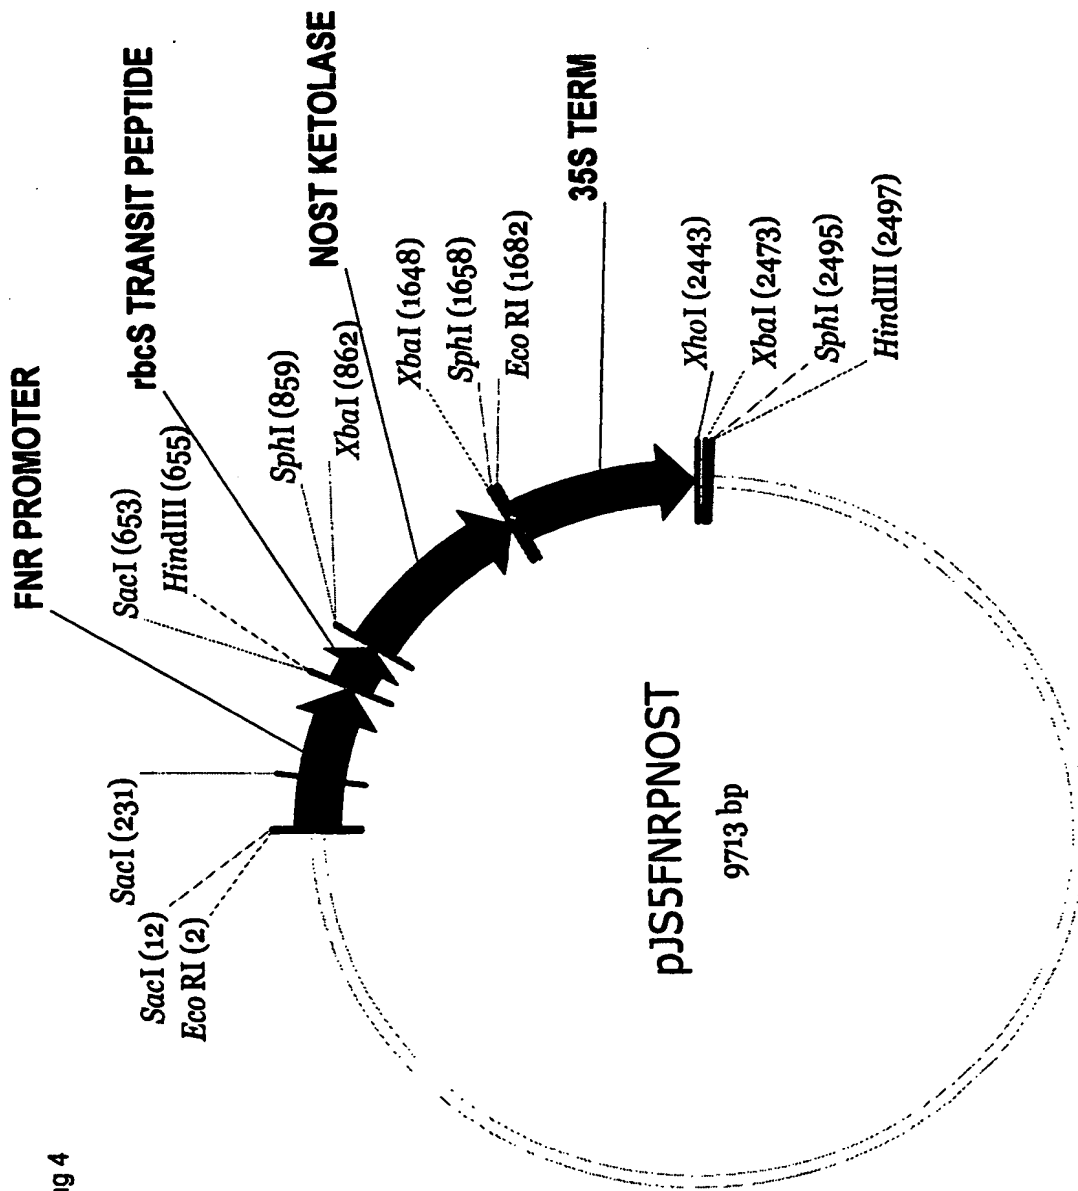 ng 4
FNR PROMOTER
rbcS TRANSIT PEPTIDE
NOST KETOLASE
35S TERM
SacI (12)
Eco RI (2)
SacI (231)
SacI (653)
HindIII (655)
SphI (859)
XbaI (862)
XbaI (1648)
SphI (1658)
Eco RI (1682)
XhoI (2443)
XbaI (2473)
SphI (2495)
HindIII (2497)
pJS5FNRPNOST
9713 bp